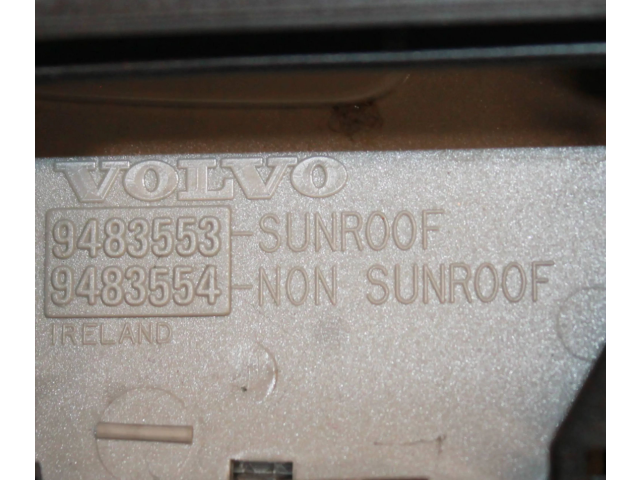 VOLVO
9483553-SUNROOF
9483554-NON SUNROOF
IRELAND